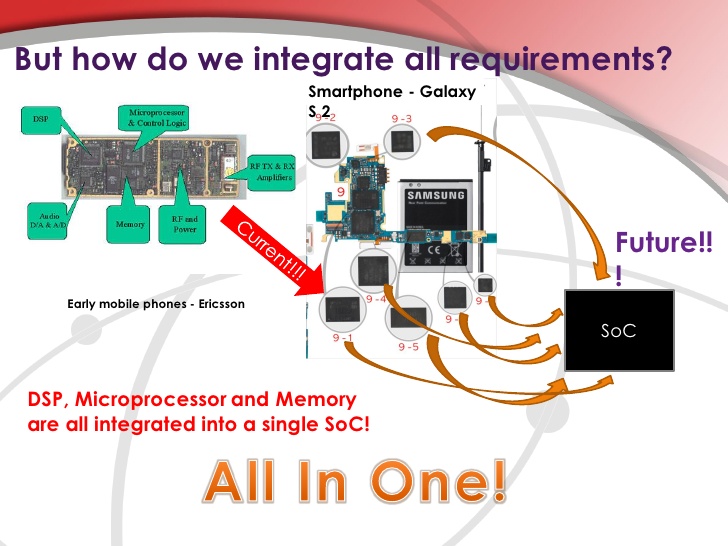 But how do we integrate all requirements?
Smartphone - Galaxy
S 2
9-2
9-3
DSP
Microprocessor
& Control Logic
RF TX & RX
Amplifiers
9
SAMSUNG
Audio
D/A & A/D
Memory
RF and
Power
Current!!!
Future!!
!
Early mobile phones - Ericsson
9-4
9-
9-
9-1
9-5
SoC
DSP, Microprocessor and Memory
are all integrated into a single SoC!
All In One!